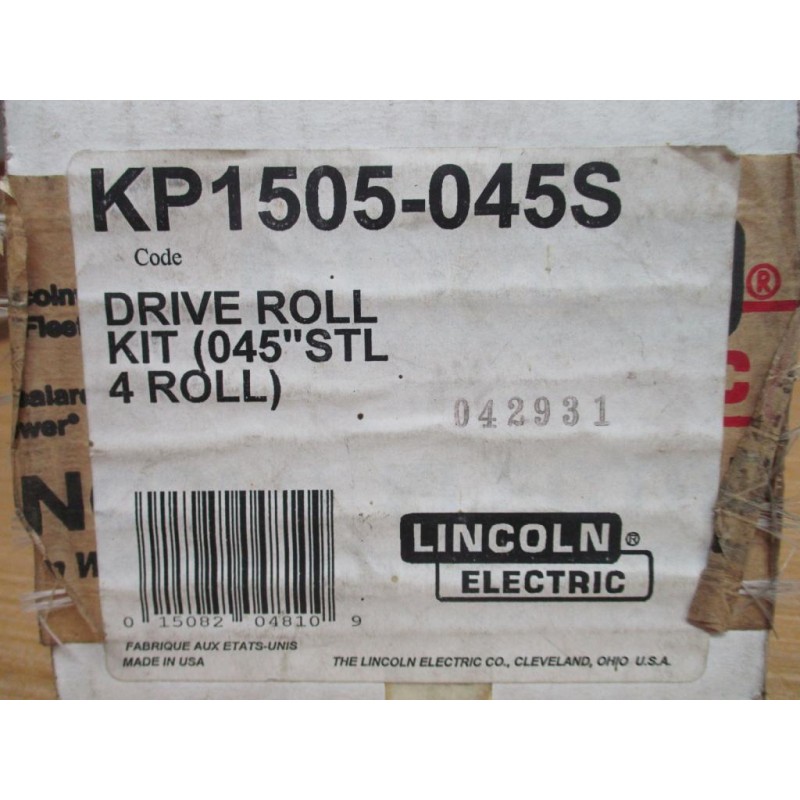 KP1505-045S
Code
DRIVE ROLL
KIT (045"STL
4 ROLL)
042931
LINCOLN®
ELECTRIC
0 15082 04810 9
FABRIQUE AUX ETATS-UNIS
MADE IN USA
THE LINCOLN ELECTRIC CO., CLEVELAND, OHIO U.S.A.
®